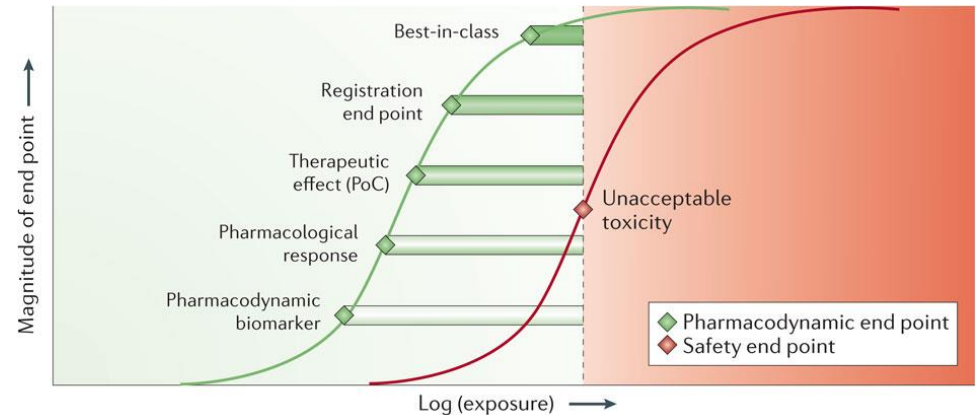 Best-in-class
Registration
end point
Therapeutic
effect (PoC)
Pharmacological
response
Pharmacodynamic
biomarker
Unacceptable
toxicity
Magnitude of end point
Pharmacodynamic end point
Safety end point
Log (exposure)